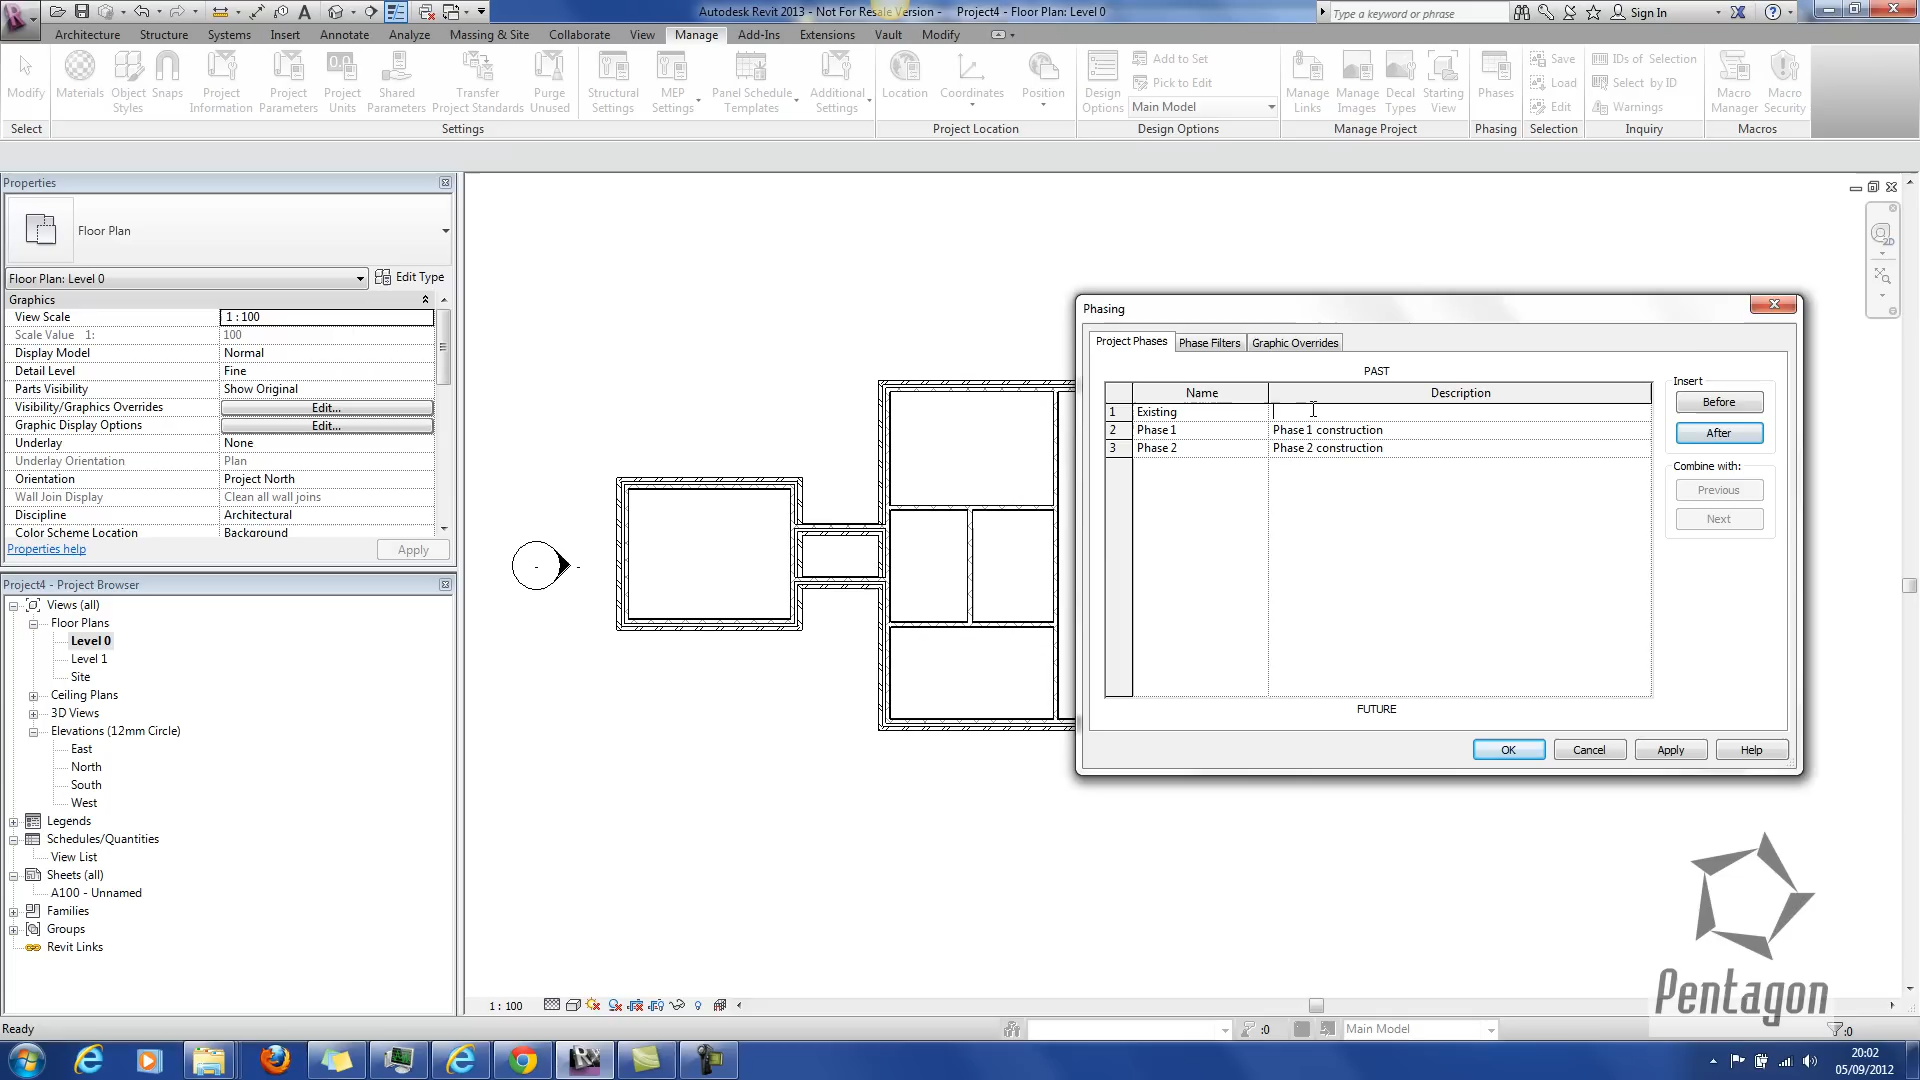 Autodesk Revit 2013 - Not For Resale Version - Project4 - Floor Plan: Level 0
Type a keyword or phrase
Sign In
Architecture Structure Systems Insert Annotate Analyze Massing & Site Collaborate View Manage Add-Ins Extensions Vault Modify
Modify
Materials
Object Styles
Snaps
Project Information
Project Parameters
Project Units
Shared Parameters
Transfer Project Standards
Purge Unused
Structural Settings
MEP Settings
Panel Schedule Templates
Additional Settings
Location
Coordinates
Position
Design Options
Add to Set
Pick to Edit
Main Model
Manage Links
Manage Images
Decal Types
Starting View
Phases
Save
Load
Edit
IDs of Selection
Select by ID
Warnings
Macro Manager
Macro Security
Select Settings Project Location Design Options Manage Project Phasing Selection Inquiry Macros
Properties
Floor Plan
Floor Plan: Level 0 Edit Type
Graphics
View Scale 1 : 100
Scale Value 1: 100
Display Model Normal
Detail Level Fine
Parts Visibility Show Original
Visibility/Graphics Overrides Edit...
Graphic Display Options Edit...
Underlay None
Underlay Orientation Plan
Orientation Project North
Wall Join Display Clean all wall joins
Discipline Architectural
Color Scheme Location Background
Properties help Apply
Project4 - Project Browser
Views (all)
Floor Plans
Level 0
Level 1
Site
Ceiling Plans
3D Views
Elevations (12mm Circle)
East
North
South
West
Legends
Schedules/Quantities
View List
Sheets (all)
A100 - Unnamed
Families
Groups
Revit Links
2D
Phasing
Project Phases Phase Filters Graphic Overrides
PAST
Name Description
1 Existing
2 Phase 1 Phase 1 construction
3 Phase 2 Phase 2 construction
FUTURE
Insert
Before
After
Combine with:
Previous
Next
OK Cancel Apply Help
Pentagon
1 : 100
Ready
:0
Main Model
:0
20:02
05/09/2012